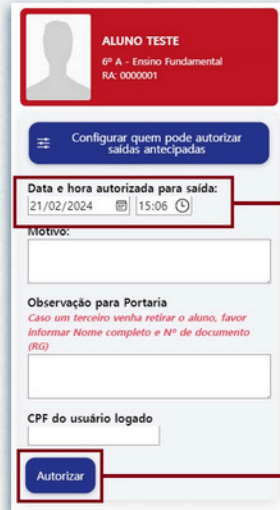 ALUNO TESTE
6º A - Ensino Fundamental
RA: 0000001
Configurar quem pode autorizar
saídas antecipadas
Data e hora autorizada para saída:
21/02/2024 15:06
Motivo:
Observação para Portaria
Caso um terceiro venha retirar o aluno, favor
informar Nome completo e Nº de documento
(RG)
CPF do usuário logado
Autorizar